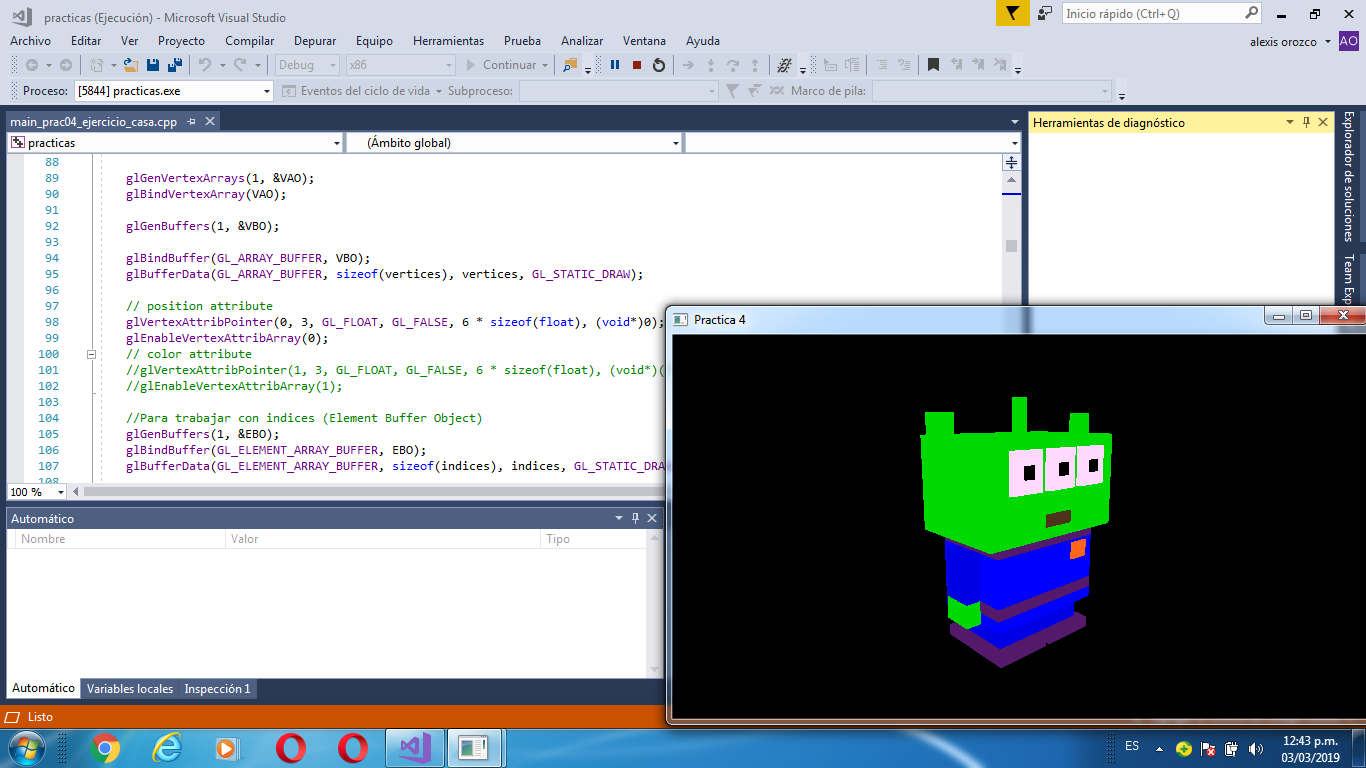 practicas (Ejecución) - Microsoft Visual Studio
Inicio rápido (Ctrl+Q)
Archivo Editar Ver Proyecto Compilar Depurar Equipo Herramientas Prueba Analizar Ventana Ayuda
alexis orozco AO
Debug x86 Continuar
Proceso: [5844] practicas.exe Eventos del ciclo de vida Subproceso: Marco de pila:
main_prac04_ejercicio_casa.cpp
Herramientas de diagnóstico
practicas (Ámbito global)
Explorador de soluciones
Team Exp
88
89 glGenVertexArrays(1, &VAO);
90 glBindVertexArray(VAO);
91
92 glGenBuffers(1, &VBO);
93
94 glBindBuffer(GL_ARRAY_BUFFER, VBO);
95 glBufferData(GL_ARRAY_BUFFER, sizeof(vertices), vertices, GL_STATIC_DRAW);
96
97 // position attribute
98 glVertexAttribPointer(0, 3, GL_FLOAT, GL_FALSE, 6 * sizeof(float), (void*)0);
99 glEnableVertexAttribArray(0);
100 // color attribute
101 //glVertexAttribPointer(1, 3, GL_FLOAT, GL_FALSE, 6 * sizeof(float), (void*)(
102 //glEnableVertexAttribArray(1);
103
104 //Para trabajar con indices (Element Buffer Object)
105 glGenBuffers(1, &EBO);
106 glBindBuffer(GL_ELEMENT_ARRAY_BUFFER, EBO);
107 glBufferData(GL_ELEMENT_ARRAY_BUFFER, sizeof(indices), indices, GL_STATIC_DRA
108
100 %
Practica 4
Automático
Nombre Valor Tipo
Automático Variables locales Inspección 1
Listo
ES
12:43 p.m.
03/03/2019